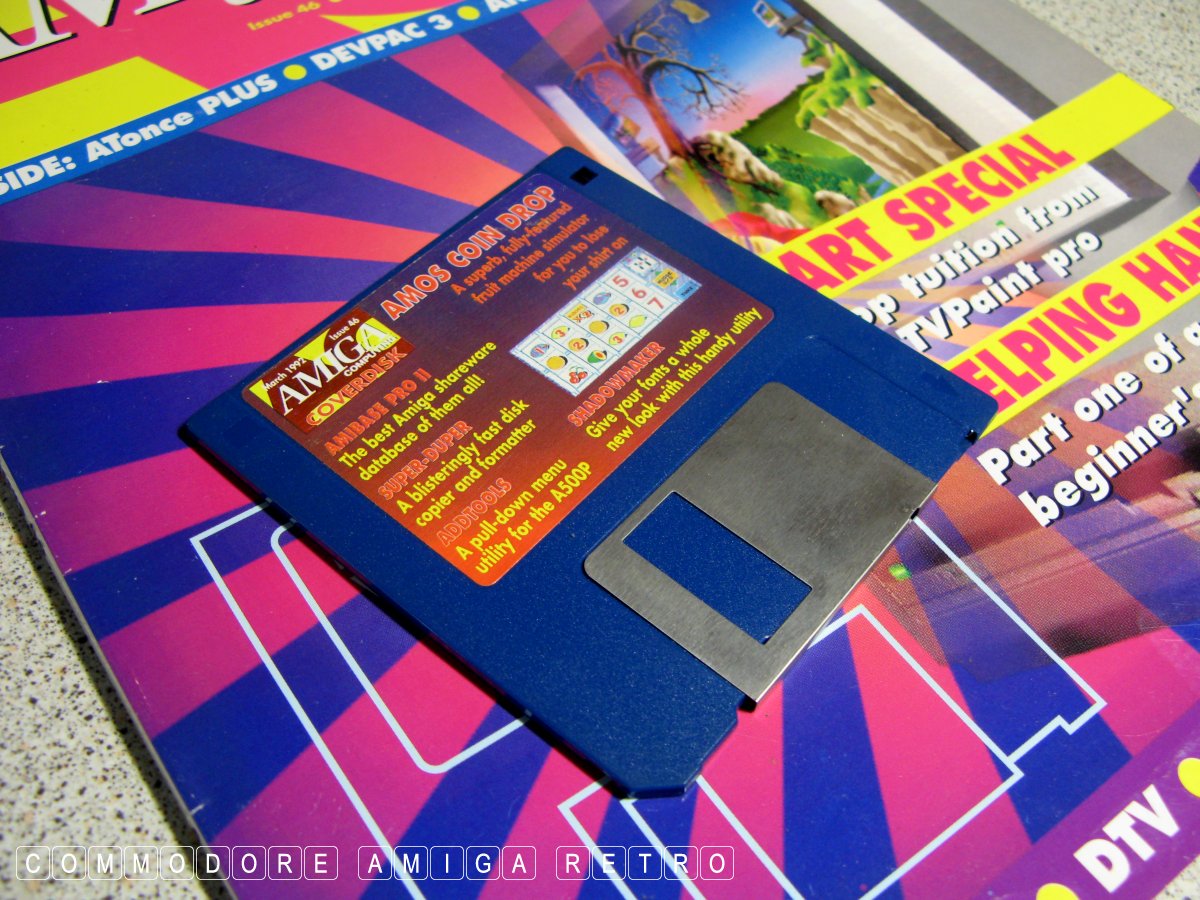 Issue 46
SIDE: ATonce PLUS • DEVPAC 3 •
ART SPECIAL
tuition from
TVPaint pro
ELPING HA
Part one of
beginner's
DTV
AMOS COIN DROP
A superb, fully-featured
fruit machine simulator
for you to lose
your shirt on
March 199
Issue 46
AMIGA
COMPUTING
COVERDISK
AMIBASE PRO II
The best Amiga shareware
database of them all!
SUPER-DUPER
A blisteringly fast disk
copier and formatter
ADDTOOLS
A pull-down menu
utility for the A500P
SHADOWMAKER
Give your fonts a whole
new look with this handy utility
COMMODORE AMIGA RETRO